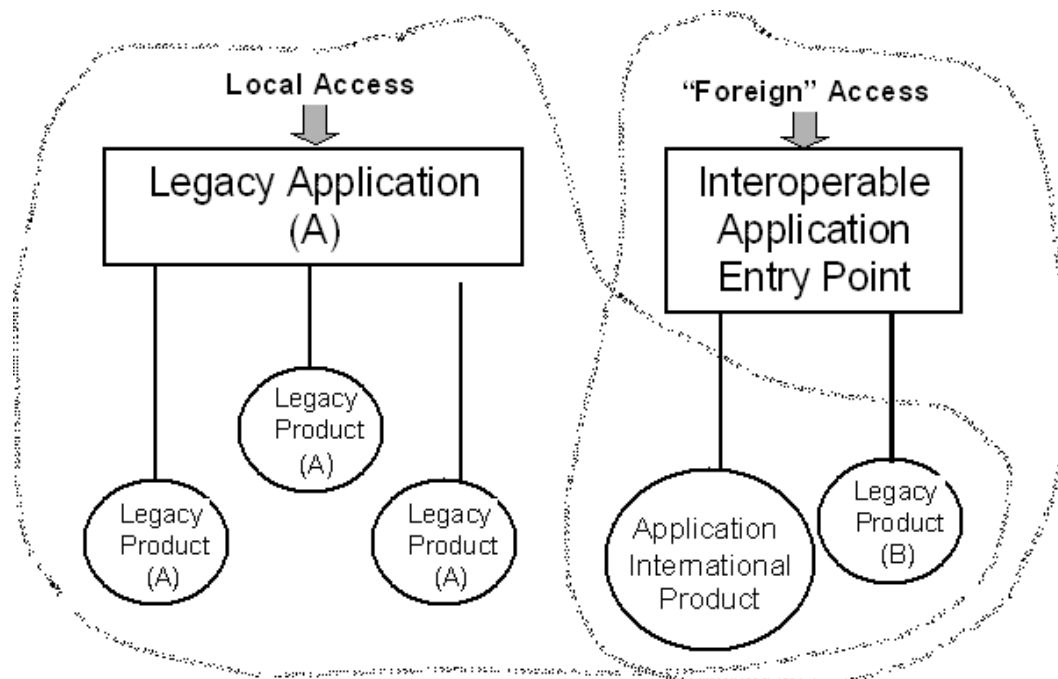 Local Access
"Foreign" Access
Legacy Application
(A)
Interoperable
Application
Entry Point
Legacy
Product
(A)
Legacy
Product
(A)
Legacy
Product
(A)
Application
International
Product
Legacy
Product
(B)